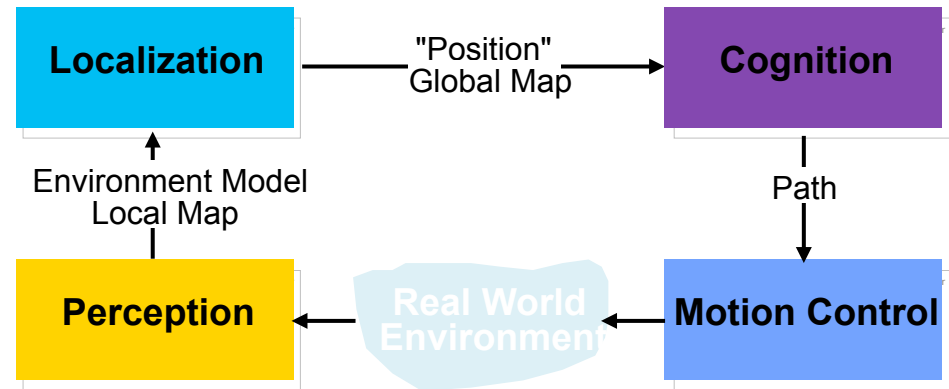 Localization
"Position"
Global Map
Cognition
Environment Model
Local Map
Path
Perception
Real World
Environment
Motion Control